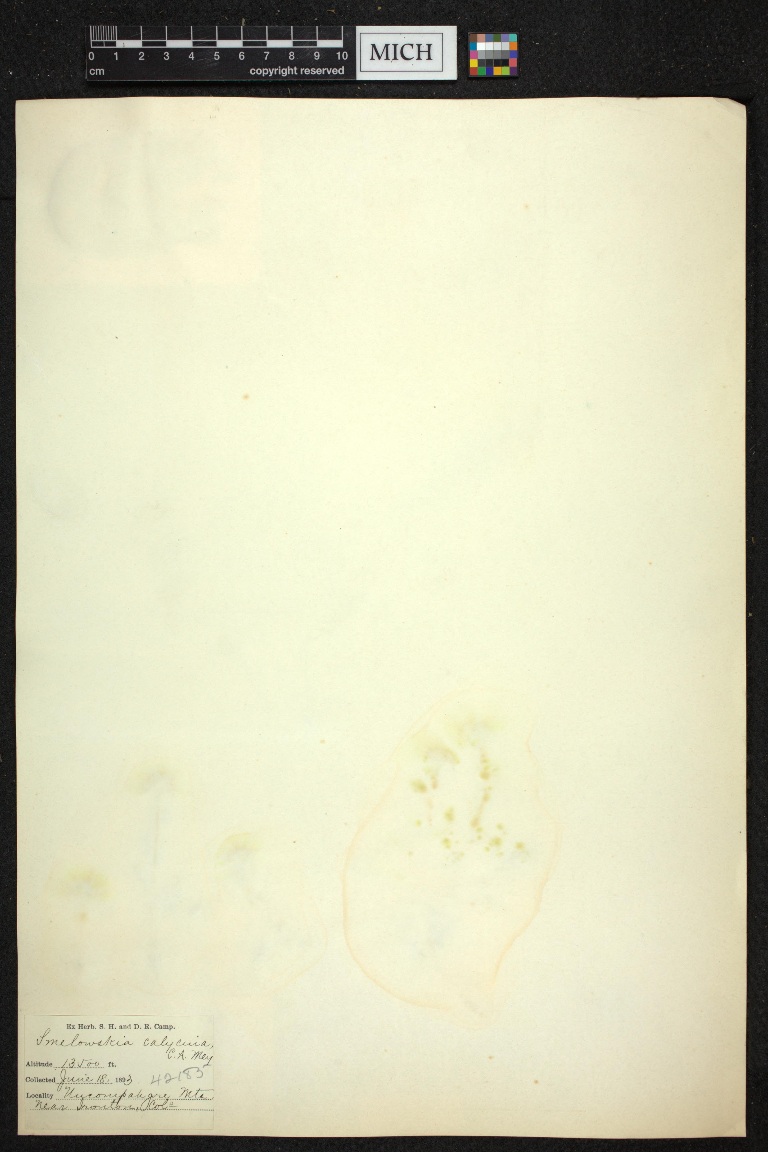 0 1 2 3 4 5 6 7 8 9 10
cm copyright reserved
MICH
Ex Herb. S. H. and D. R. Camp.
Smelowskia calycina,
C. A. Mey
Altitude 13500 ft.
Collected June 18, 1893 42183
Locality Uncompahgre Mts
Near Ironton, Colo